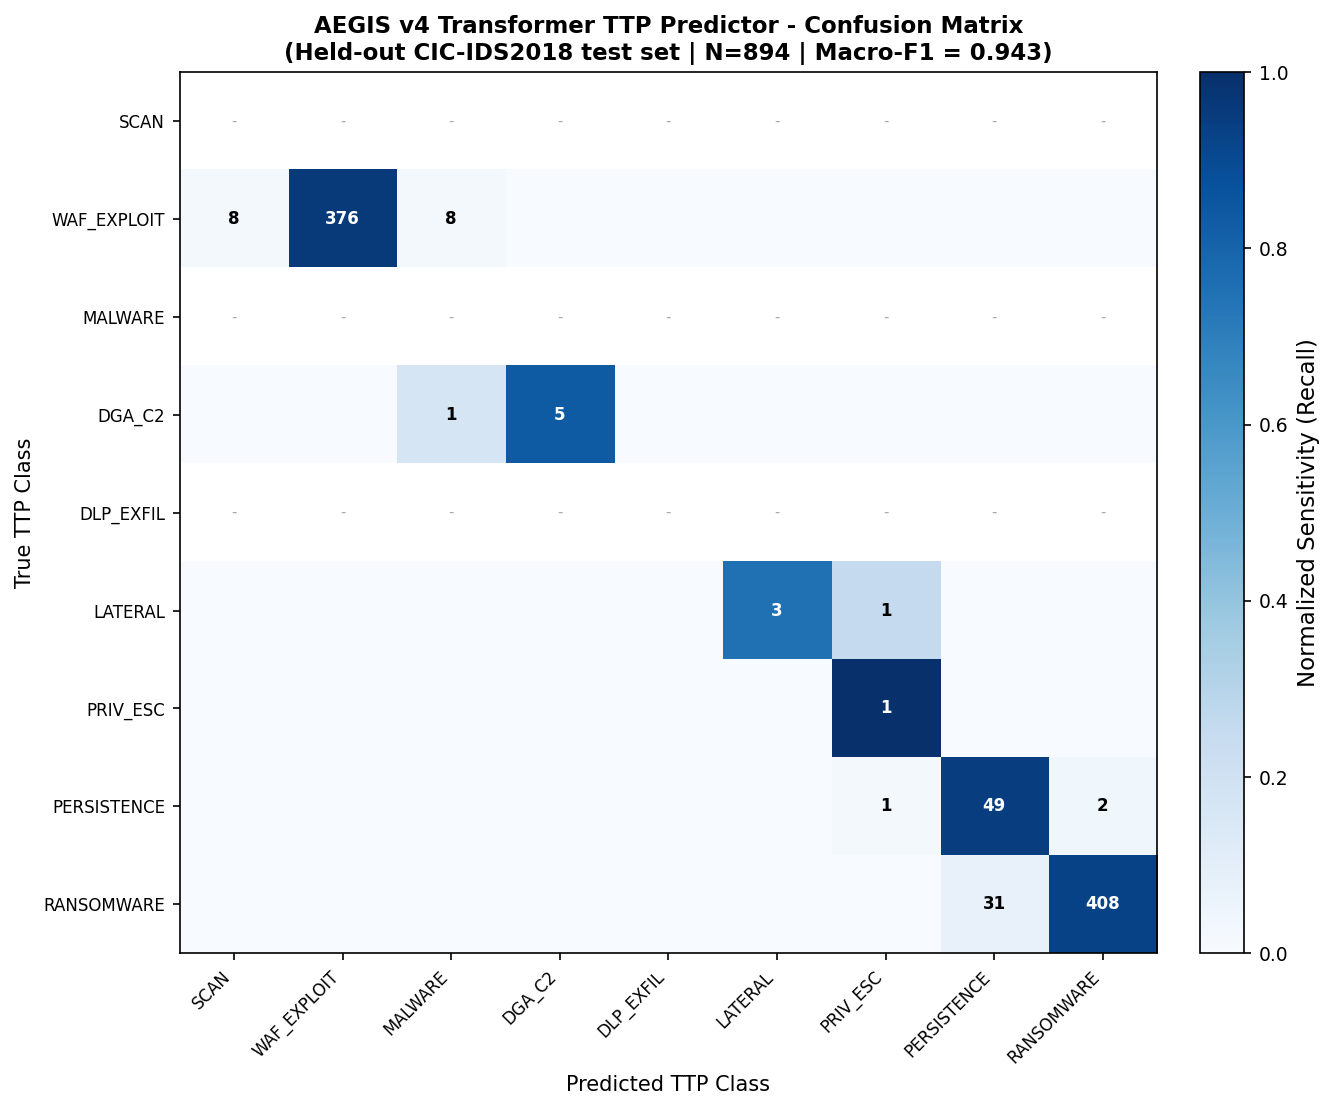 AEGIS v4 Transformer TTP Predictor - Confusion Matrix
(Held-out CIC-IDS2018 test set | N=894 | Macro-F1 = 0.943)
True TTP Class
SCAN - - - - - - - - -
WAF_EXPLOIT 8 376 8
MALWARE - - - - - - - - -
DGA_C2 1 5
DLP_EXFIL - - - - - - - - -
LATERAL 3 1
PRIV_ESC 1
PERSISTENCE 1 49 2
RANSOMWARE 31 408
SCAN WAF_EXPLOIT MALWARE DGA_C2 DLP_EXFIL LATERAL PRIV_ESC PERSISTENCE RANSOMWARE
Predicted TTP Class
1.0
0.8
0.6
0.4
0.2
0.0
Normalized Sensitivity (Recall)